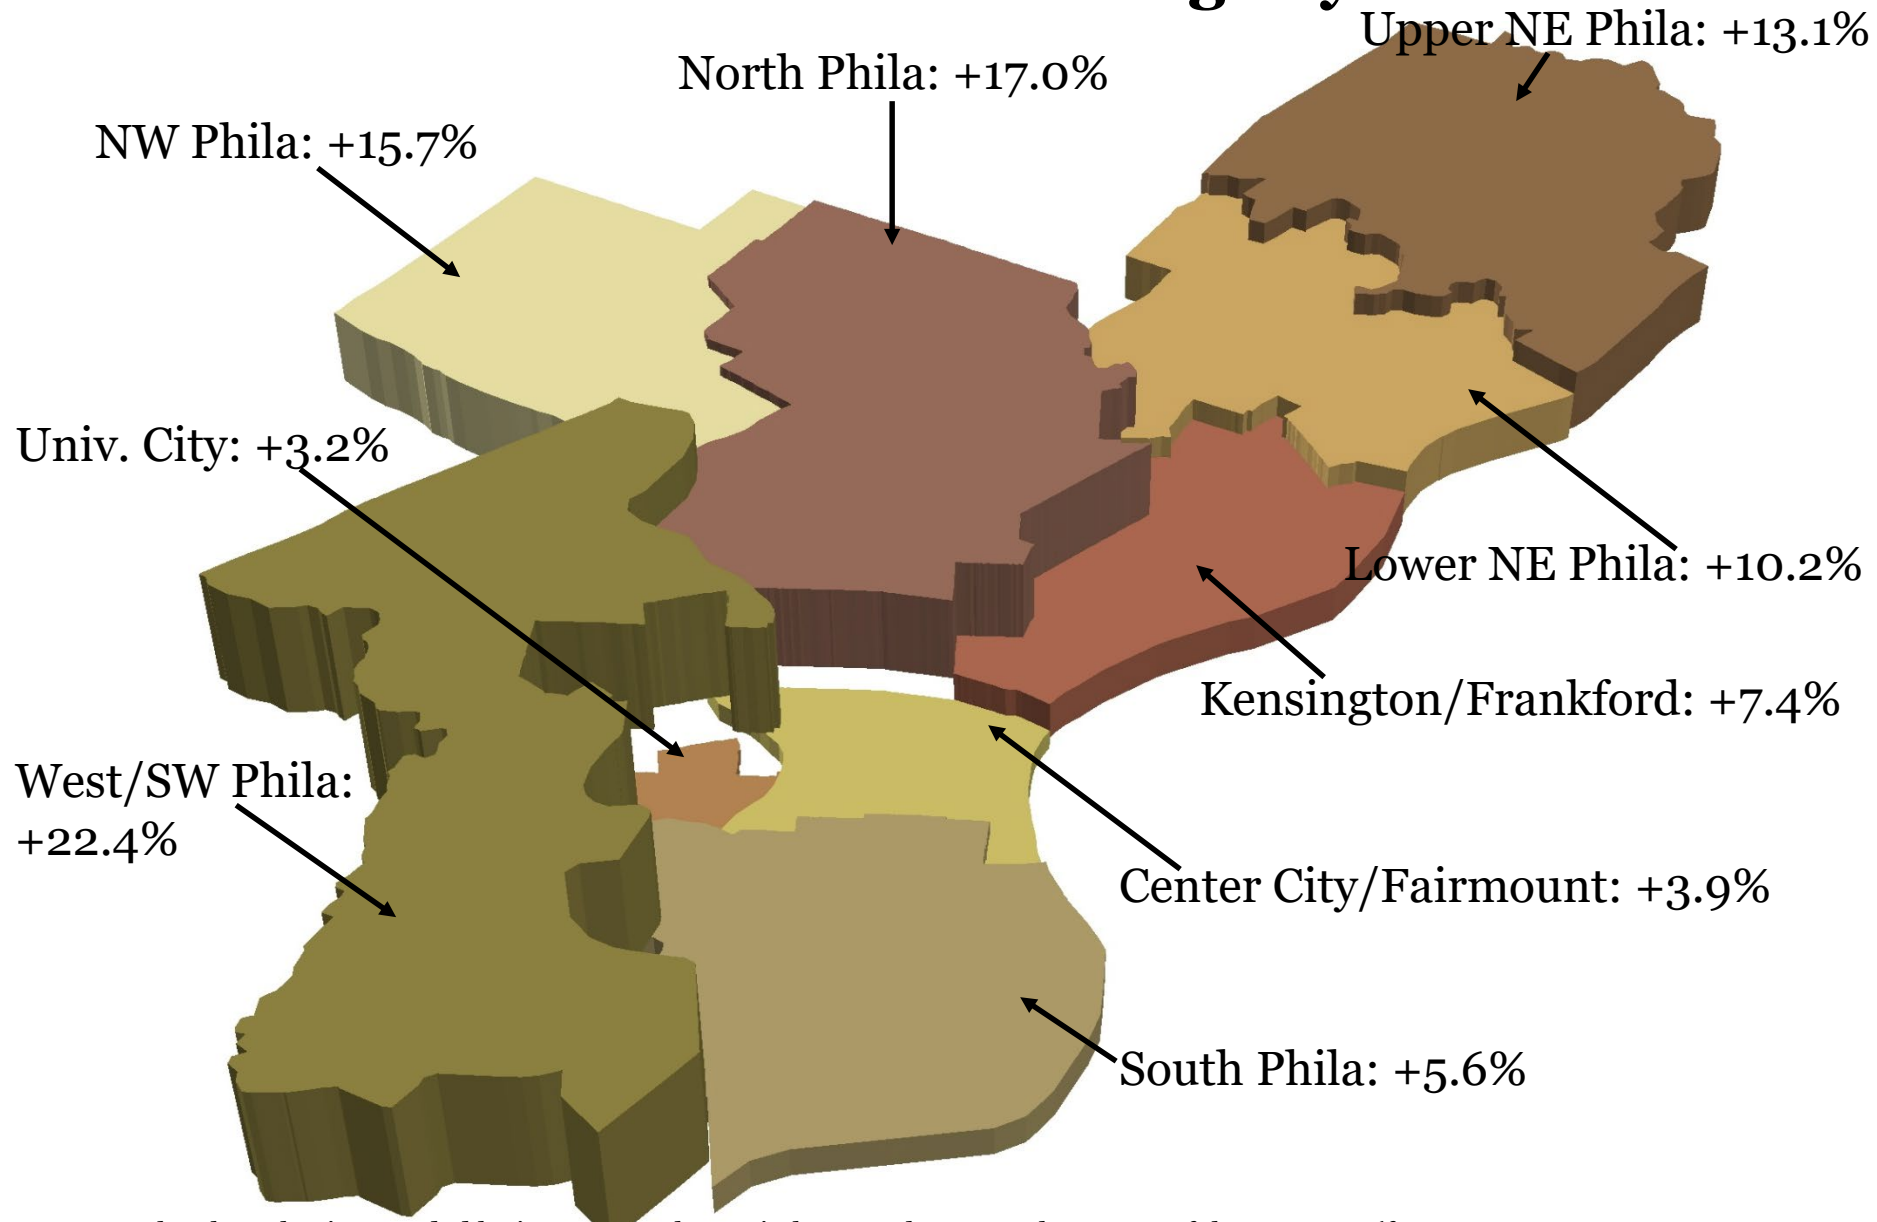 Upper NE Phila: +13.1%
North Phila: +17.0%
NW Phila: +15.7%
Univ. City: +3.2%
Lower NE Phila: +10.2%
Kensington/Frankford: +7.4%
West/SW Phila:
+22.4%
Center City/Fairmount: +3.9%
South Phila: +5.6%